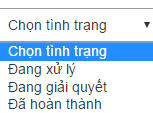 Chọn tình trạng
Chọn tình trạng
Đang xử lý
Đang giải quyết
Đã hoàn thành